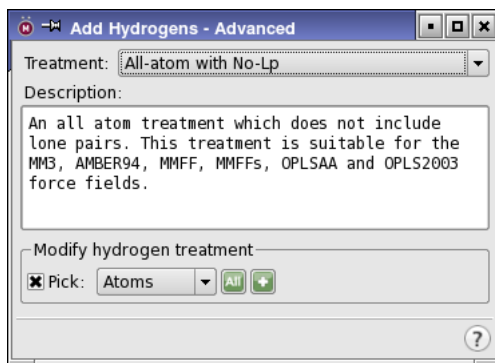 Add Hydrogens - Advanced
Treatment: All-atom with No-Lp
Description:
An all atom treatment which does not include
lone pairs. This treatment is suitable for the
MM3, AMBER94, MMFF, MMFFs, OPLSAA and OPLS2003
force fields.
Modify hydrogen treatment
Pick: Atoms All +
?